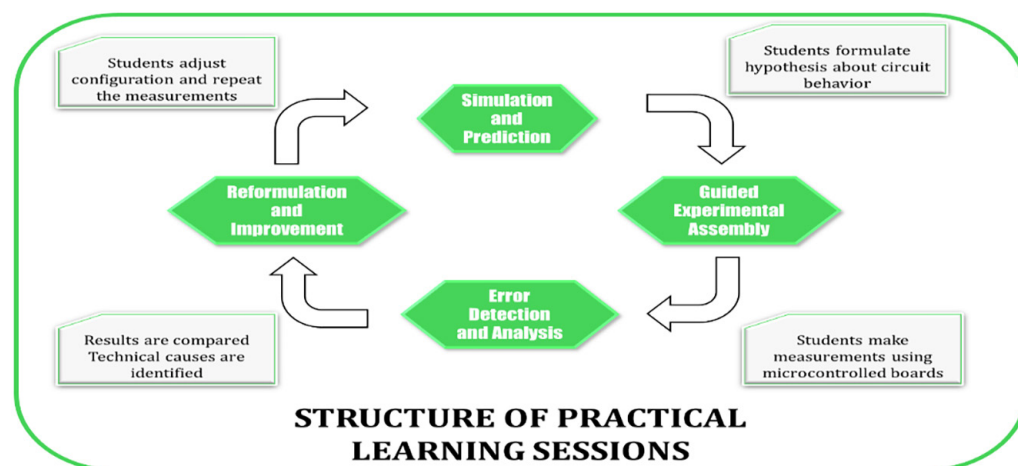 Students adjust
configuration and repeat
the measurements
Simulation
and
Prediction
Students formulate
hypothesis about circuit
behavior
Reformulation
and
Improvement
Guided
Experimental
Assembly
Error
Detection
and Analysis
Results are compared
Technical causes are
identified
Students make
measurements using
microcontrolled boards
STRUCTURE OF PRACTICAL
LEARNING SESSIONS